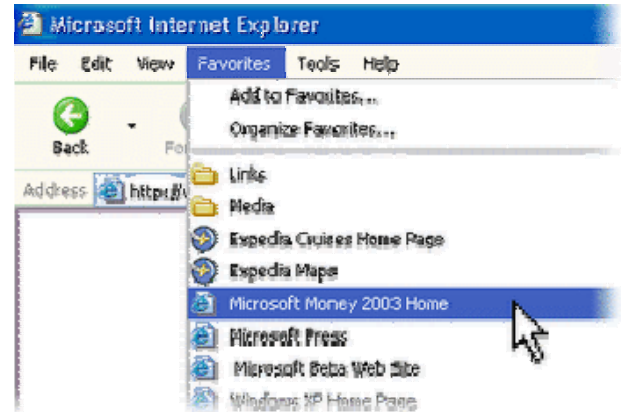 Microsoft Internet Explorer
File Edit View Favorites Tools Help
Add to Favorites...
Organize Favorites...
Back
Fo
Address https://
Links
Media
Expedia Cruises Home Page
Expedia Maps
Microsoft Money 2003 Home
Microsoft Press
Microsoft Beta Web Site
Windows XP Home Page